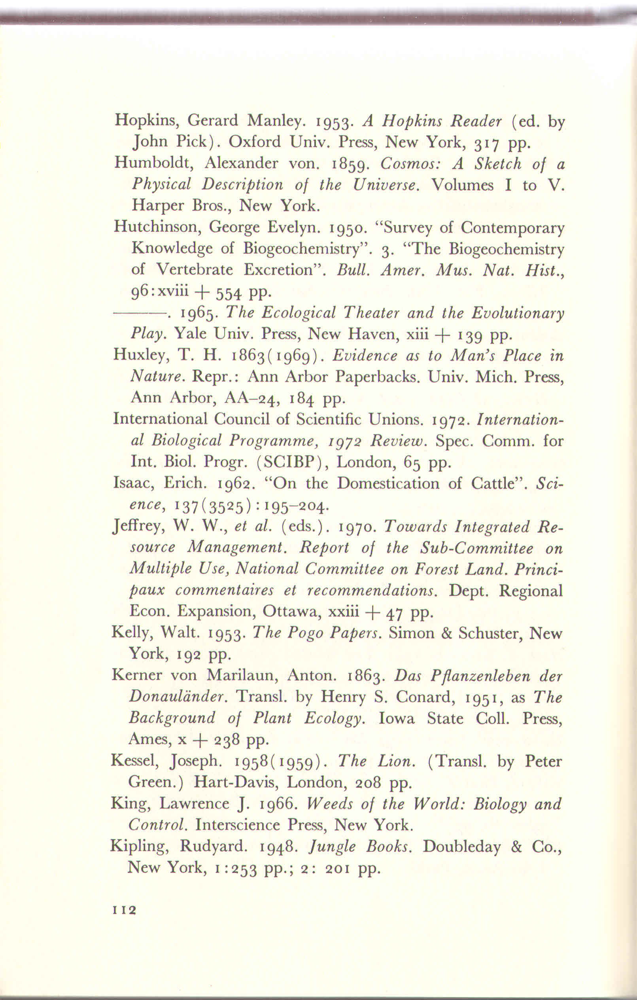 Hopkins, Gerard Manley. 1953. A Hopkins Reader (ed. by
John Pick). Oxford Univ. Press, New York, 317 pp.
Humboldt, Alexander von. 1859. Cosmos: A Sketch of a
Physical Description of the Universe. Volumes I to V.
Harper Bros., New York.
Hutchinson, George Evelyn. 1950. “Survey of Contemporary
Knowledge of Biogeochemistry”. 3. “The Biogeochemistry
of Vertebrate Excretion”. Bull. Amer. Mus. Nat. Hist.,
96:xviii + 554 pp.
———. 1965. The Ecological Theater and the Evolutionary
Play. Yale Univ. Press, New Haven, xiii + 139 pp.
Huxley, T. H. 1863(1969). Evidence as to Man’s Place in
Nature. Repr.: Ann Arbor Paperbacks. Univ. Mich. Press,
Ann Arbor, AA–24, 184 pp.
International Council of Scientific Unions. 1972. Internation-
al Biological Programme, 1972 Review. Spec. Comm. for
Int. Biol. Progr. (SCIBP), London, 65 pp.
Isaac, Erich. 1962. “On the Domestication of Cattle”. Sci-
ence, 137(3525):195–204.
Jeffrey, W. W., et al. (eds.). 1970. Towards Integrated Re-
source Management. Report of the Sub-Committee on
Multiple Use, National Committee on Forest Land. Princi-
paux commentaires et recommendations. Dept. Regional
Econ. Expansion, Ottawa, xxiii + 47 pp.
Kelly, Walt. 1953. The Pogo Papers. Simon & Schuster, New
York, 192 pp.
Kerner von Marilaun, Anton. 1863. Das Pflanzenleben der
Donauländer. Transl. by Henry S. Conard, 1951, as The
Background of Plant Ecology. Iowa State Coll. Press,
Ames, x + 238 pp.
Kessel, Joseph. 1958(1959). The Lion. (Transl. by Peter
Green.) Hart-Davis, London, 208 pp.
King, Lawrence J. 1966. Weeds of the World: Biology and
Control. Interscience Press, New York.
Kipling, Rudyard. 1948. Jungle Books. Doubleday & Co.,
New York, 1:253 pp.; 2: 201 pp.
112